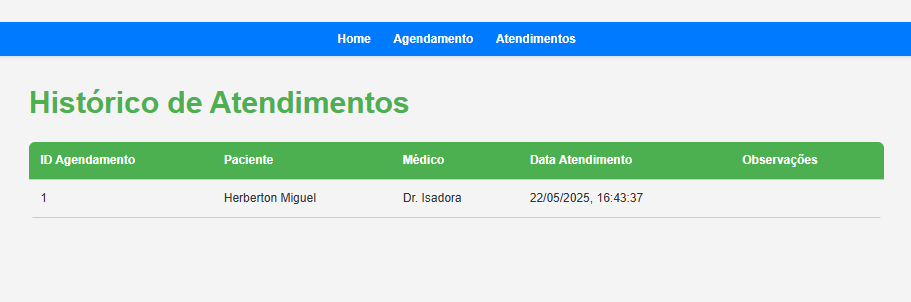 Home Agendamento Atendimentos
Histórico de Atendimentos
ID Agendamento Paciente Médico Data Atendimento Observações
1 Herberton Miguel Dr. Isadora 22/05/2025, 16:43:37